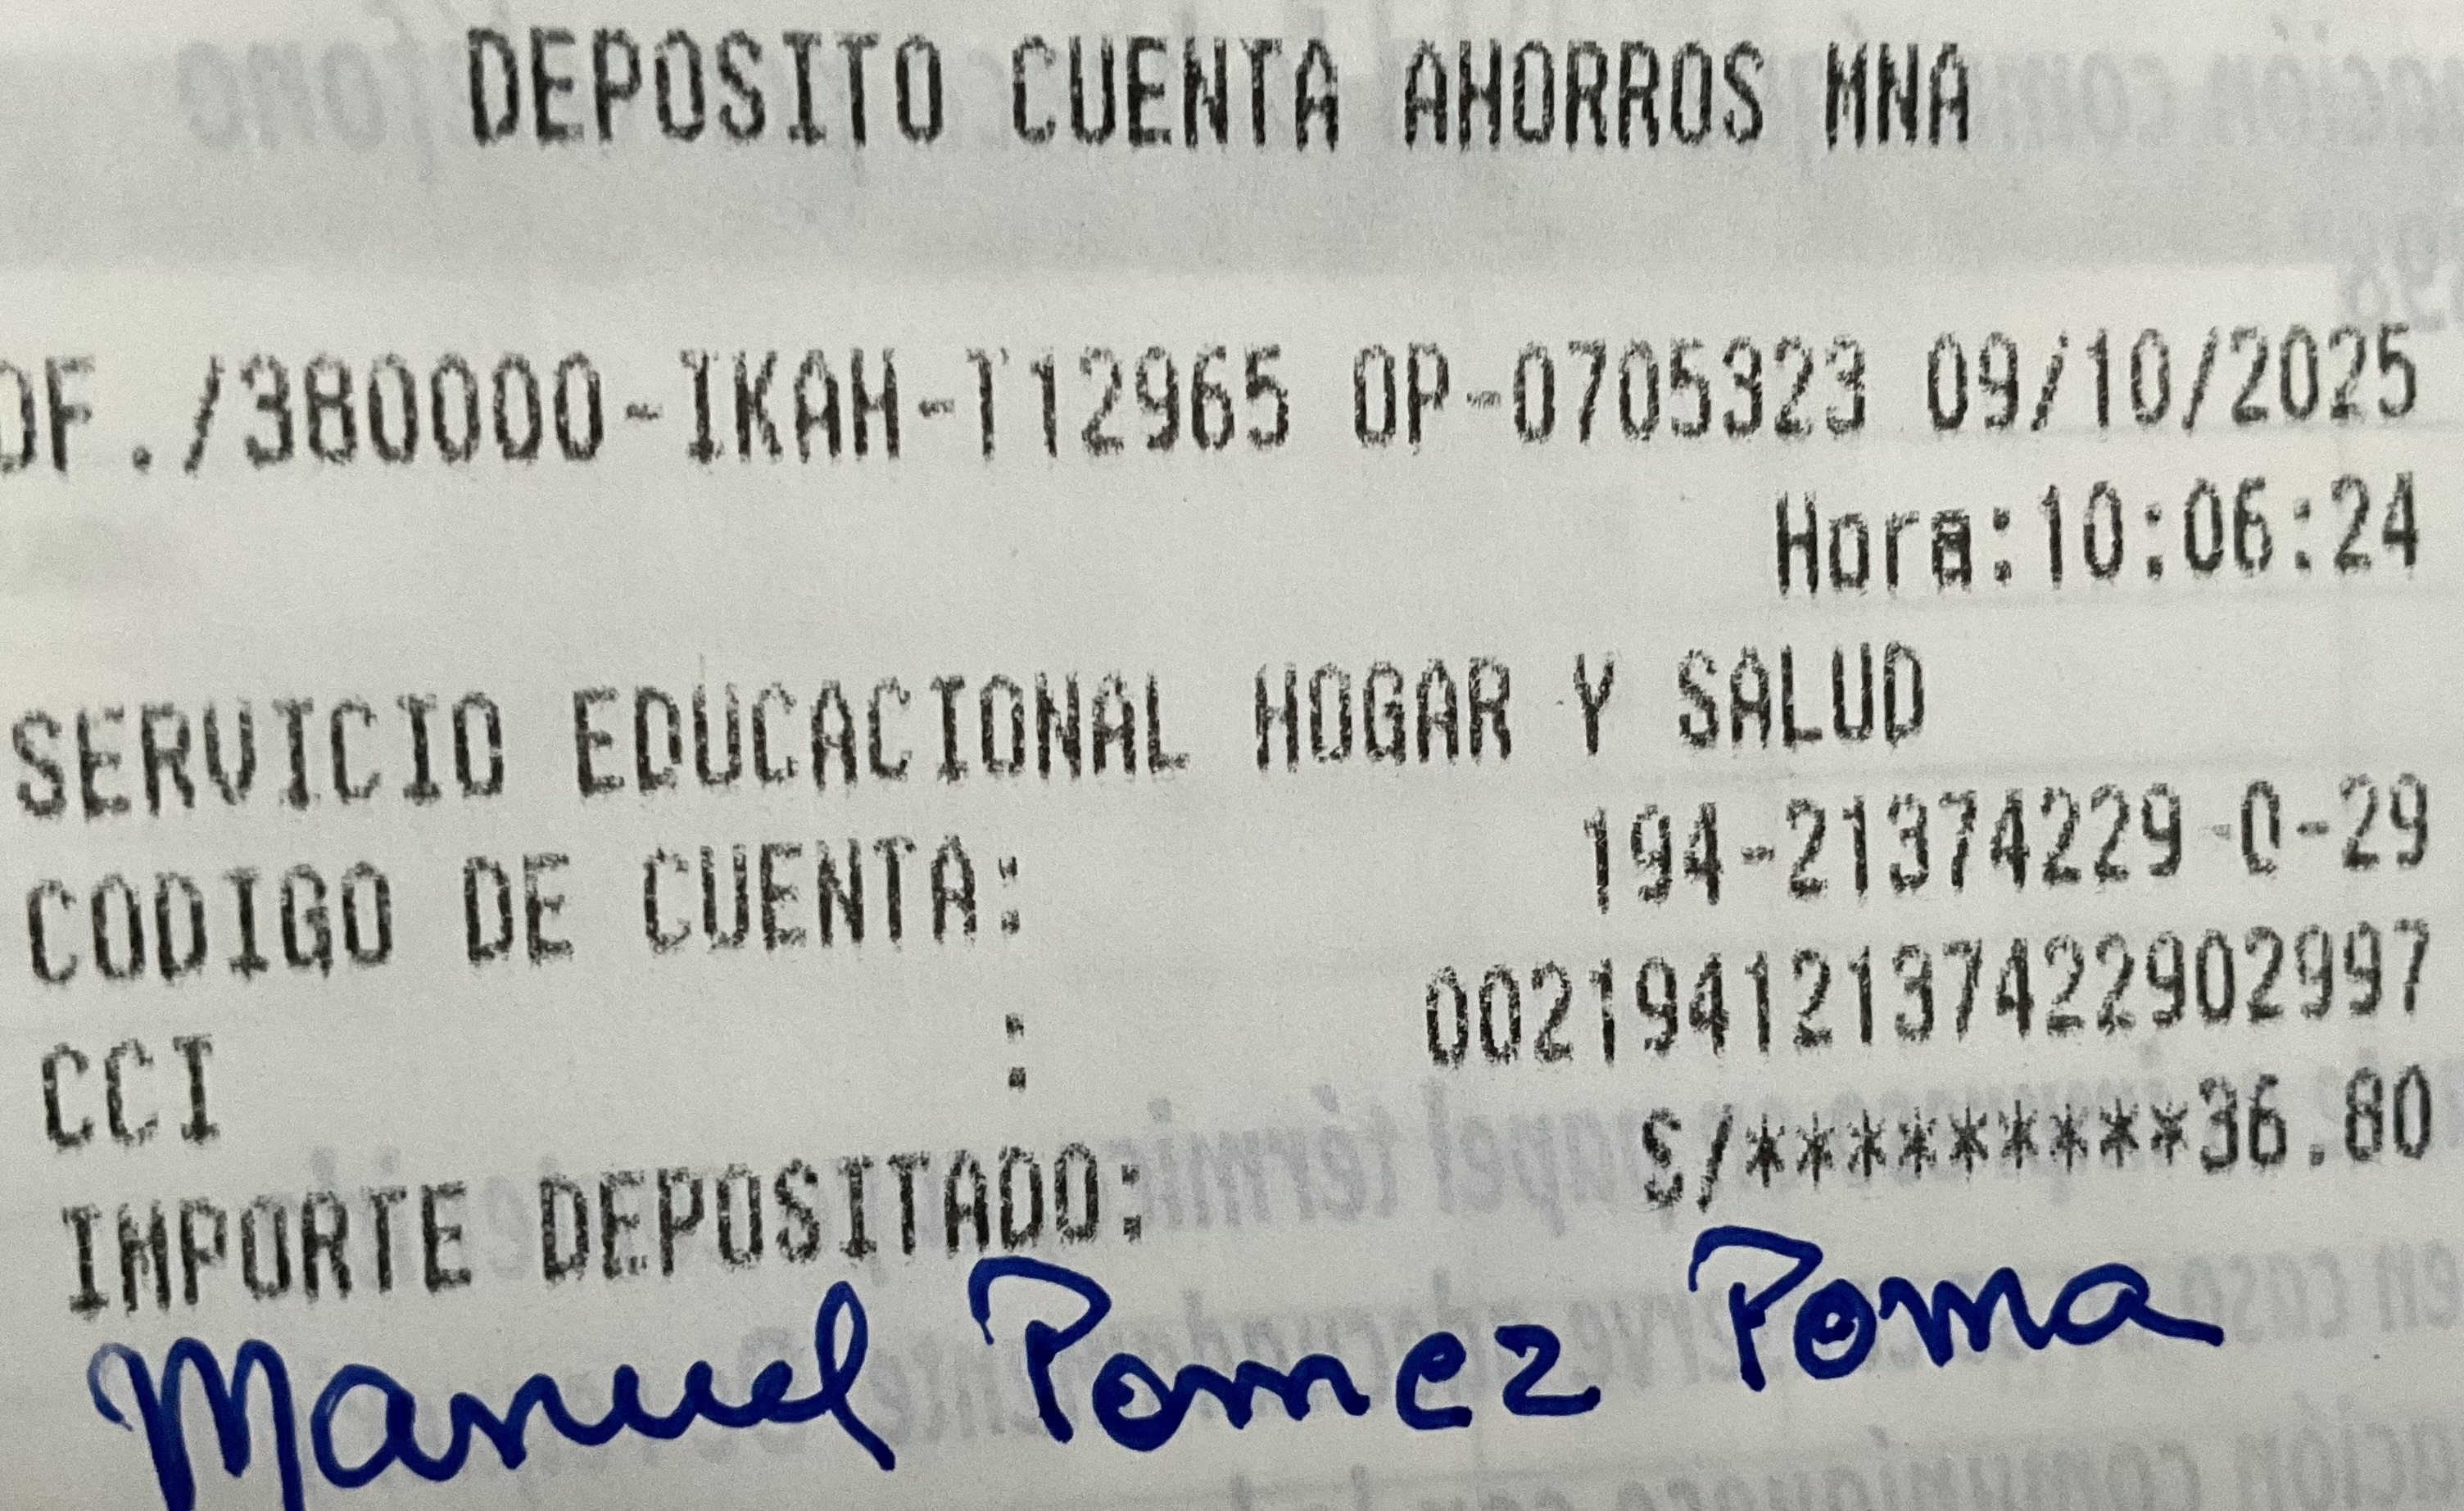 DEPOSITO CUENTA AHORROS MNA
OF./380000-IKAH-T12965 OP-0705323 09/10/2025
Hora:10:06:24
SERVICIO EDUCACIONAL HOGAR Y SALUD
CODIGO DE CUENTA: 194-21374229-0-29
CCI : 00219412137422902997
IMPORTE DEPOSITADO: S/*********36.80
Manuel Pomez Poma